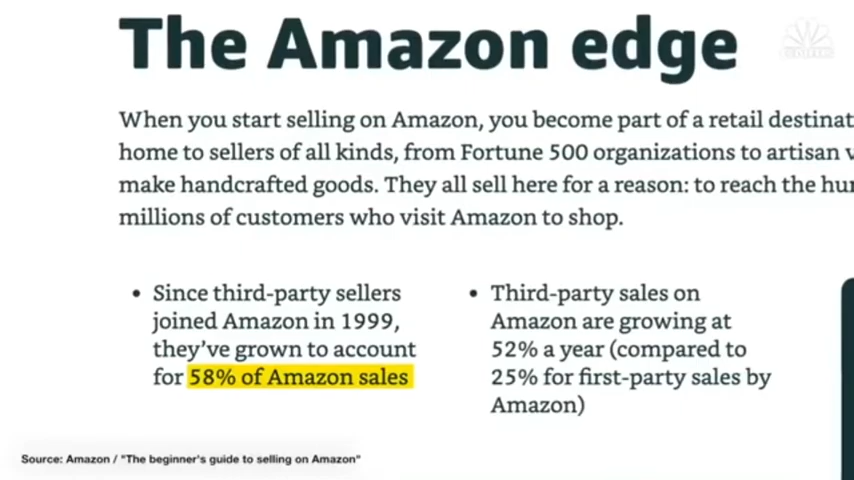 The Amazon edge
When you start selling on Amazon, you become part of a retail destinat
home to sellers of all kinds, from Fortune 500 organizations to artisan v
make handcrafted goods. They all sell here for a reason: to reach the hu
millions of customers who visit Amazon to shop.
• Since third-party sellers
joined Amazon in 1999,
they’ve grown to account
for 58% of Amazon sales
• Third-party sales on
Amazon are growing at
52% a year (compared to
25% for first-party sales by
Amazon)
Source: Amazon / "The beginner's guide to selling on Amazon"